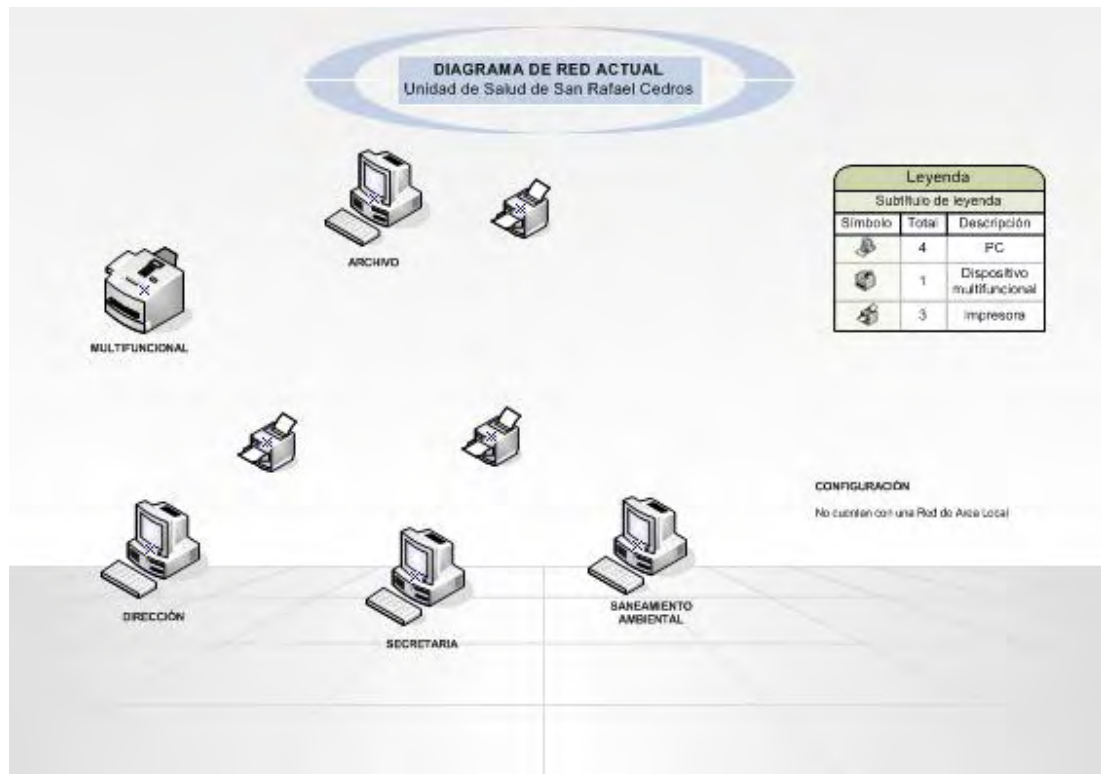 DIAGRAMA DE RED ACTUAL
Unidad de Salud de San Rafael Cedros
ARCHIVO
MULTIFUNCIONAL
Leyenda
Subtítulo de leyenda
Símbolo Total Descripción
4 PC
1 Dispositivo
multifuncional
3 Impresora
CONFIGURACIÓN
No cuentan con una Red de Area Local
DIRECCIÓN
SECRETARIA
SANEAMIENTO
AMBIENTAL